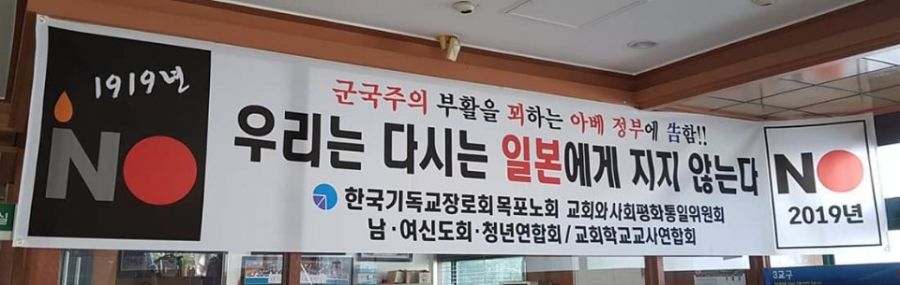 1919년
NO
군국주의 부활을 꾀하는 아베 정부에 告함!!
우리는 다시는 일본에게 지지 않는다
한국기독교장로회 목포노회 교회와사회평화통일위원회
남·여신도회·청년연합회/교회학교교사연합회
NO
2019년
실
3교구